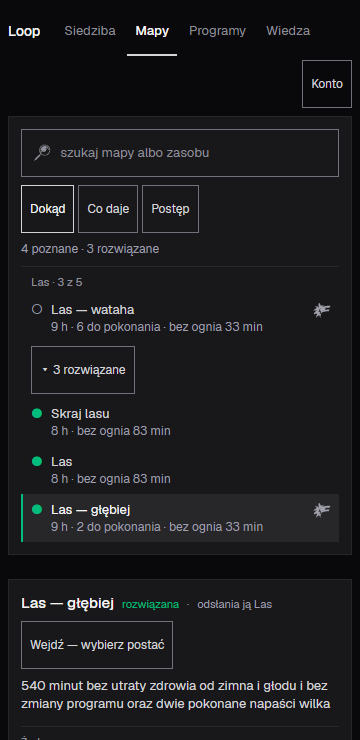 Loop Siedziba Mapy Programy Wiedza
Konto
szukaj mapy albo zasobu
Dokąd Co daje Postęp
4 poznane · 3 rozwiązane
Las · 3 z 5
Las — wataha
9 h · 6 do pokonania · bez ognia 33 min
3 rozwiązane
Skraj lasu
8 h · bez ognia 83 min
Las
8 h · bez ognia 83 min
Las — głębiej
9 h · 2 do pokonania · bez ognia 33 min
Las — głębiej rozwiązana · odsłania ją Las
Wejdź — wybierz postać
540 minut bez utraty zdrowia od zimna i głodu i bez
zmiany programu oraz dwie pokonane napaści wilka